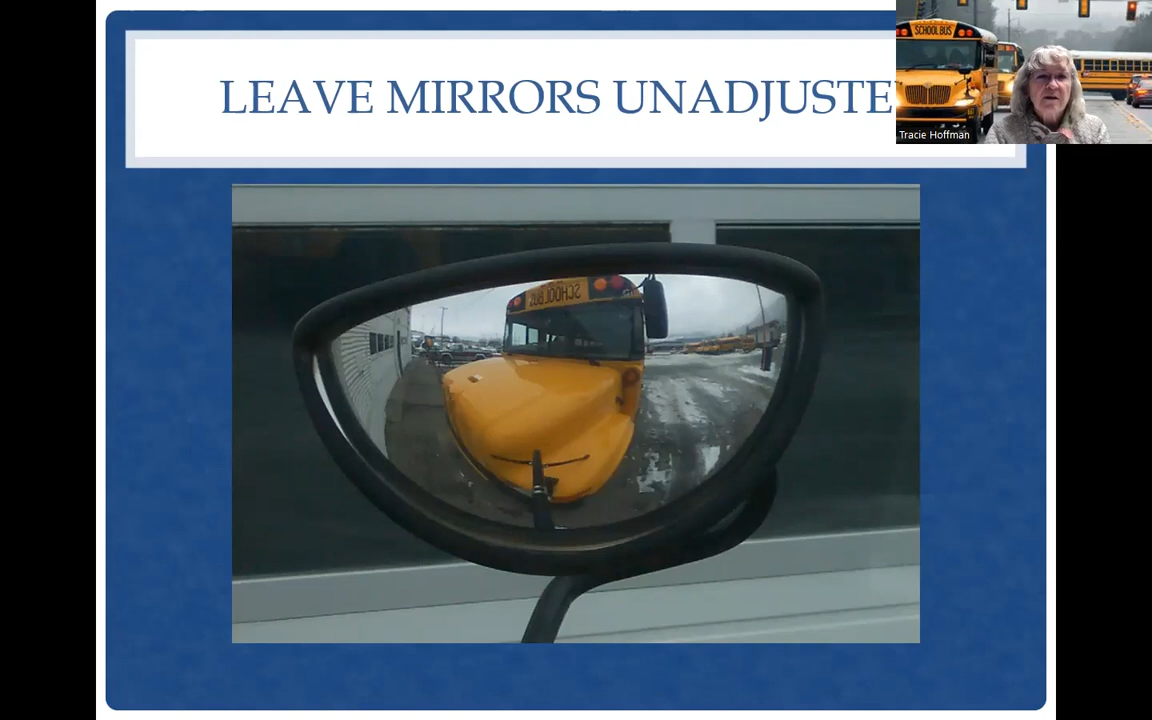 LEAVE MIRRORS UNADJUSTE
SCHOOL BUS
Tracie Hoffman
SCHOOL BUS